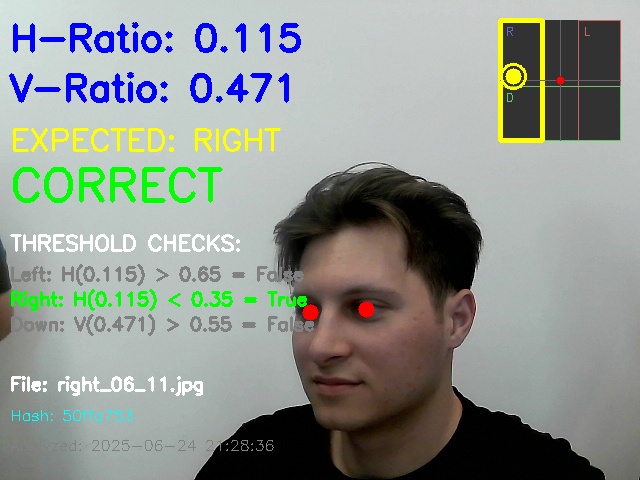 H-Ratio: 0.115
V-Ratio: 0.471
EXPECTED: RIGHT
CORRECT
THRESHOLD CHECKS:
Left: H(0.115) > 0.65 = False
Right: H(0.115) < 0.35 = True
Down: V(0.471) > 0.55 = False
File: right_06_11.jpg
Hash:
2025-06-24 21:28:36
R
L
D